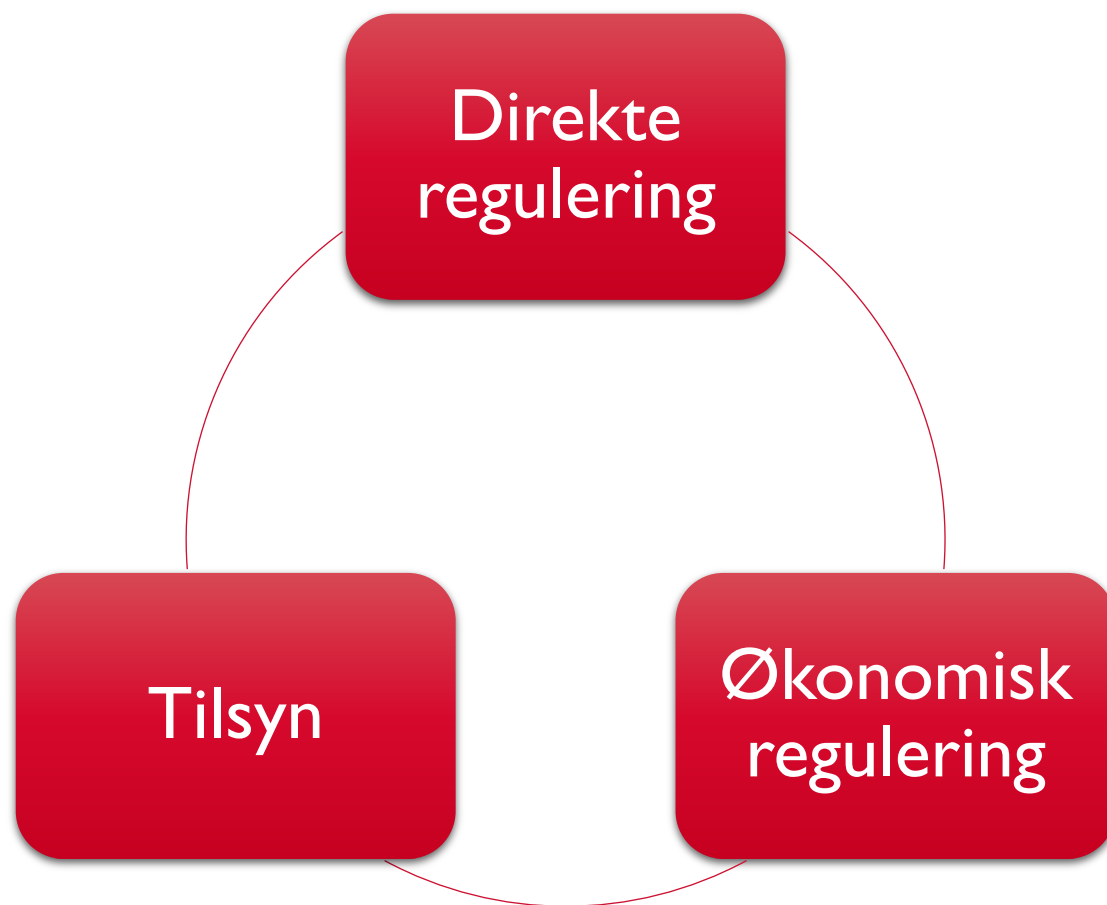 Direkte
regulering
Tilsyn
Økonomisk
regulering